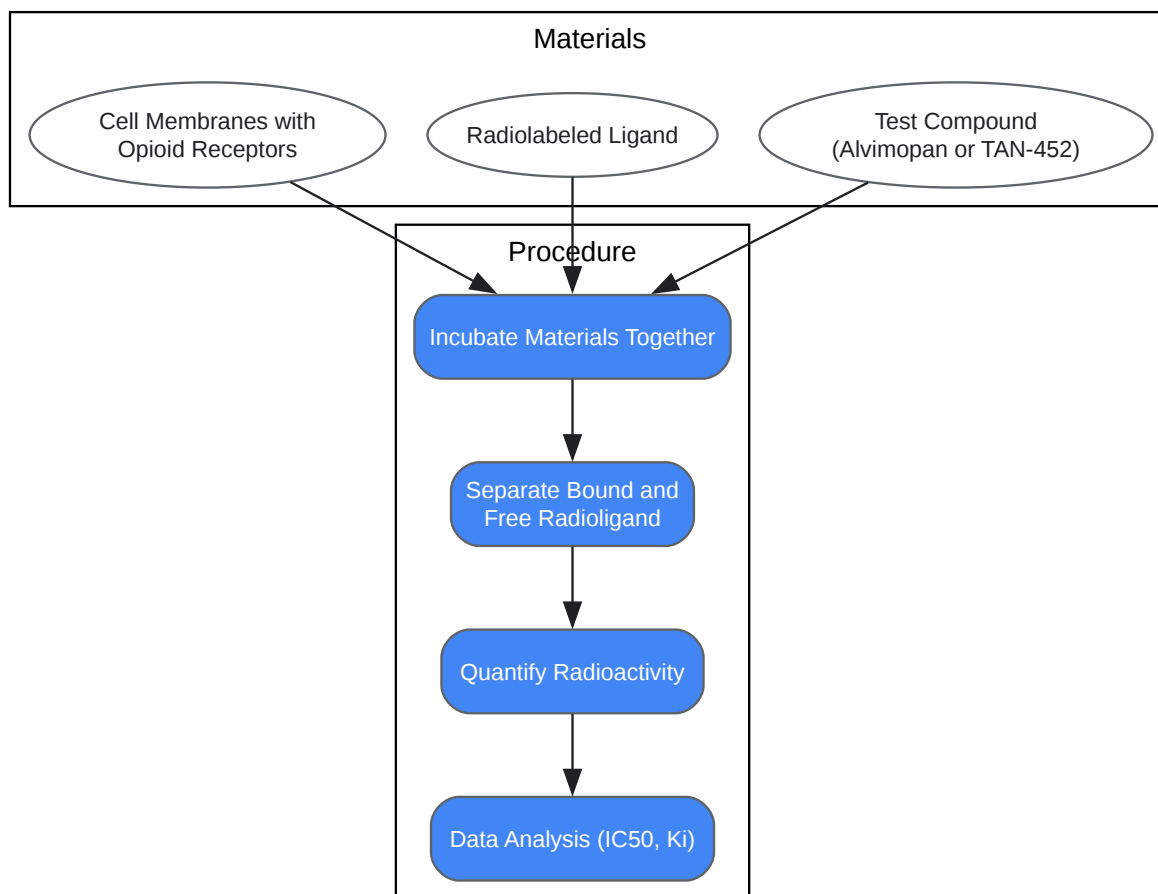 Materials
Cell Membranes with
Opioid Receptors
Radiolabeled Ligand
Test Compound
(Alvimopan or TAN-452)
Procedure
Incubate Materials Together
Separate Bound and
Free Radioligand
Quantify Radioactivity
Data Analysis (IC50, Ki)